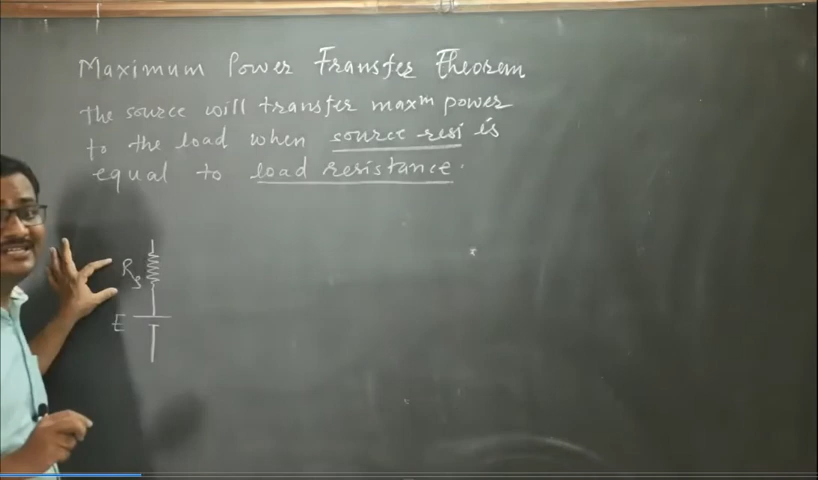 Maximum Power Transfer Theorem
the source will transfer maxm power
to the load when source resi is
equal to load resistance.
Rs
E